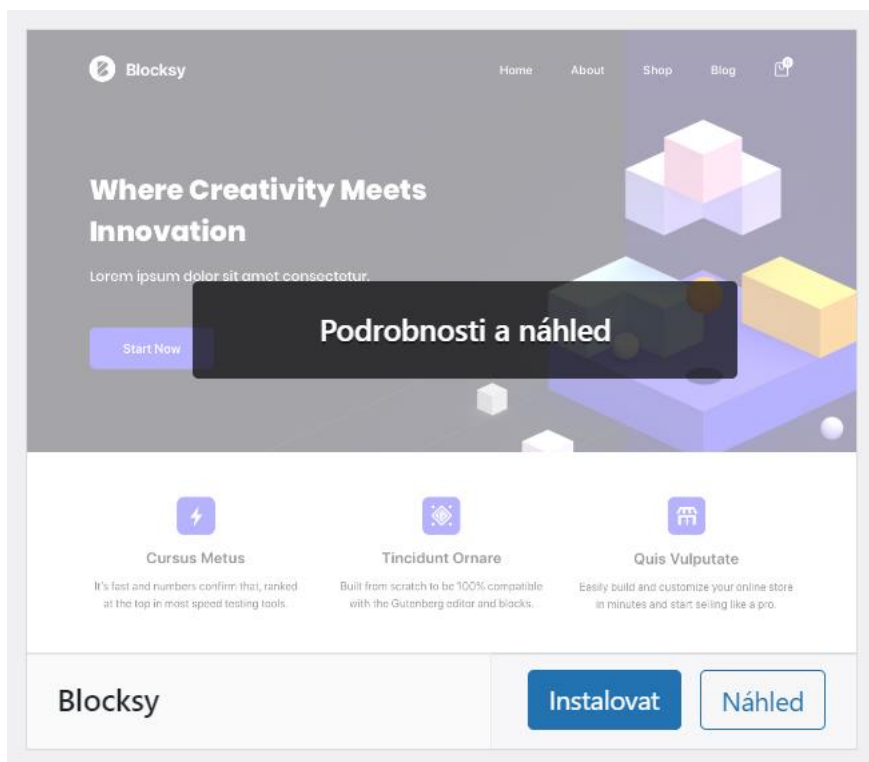 Blocksy
Home About Shop Blog
0
Where Creativity Meets
Innovation
Lorem ipsum dolor sit amet consectetur.
Start Now
Podrobnosti a náhled
Cursus Metus
It's fast and numbers confirm that, ranked
at the top in most speed testing tools.
Tincidunt Ornare
Built from scratch to be 100% compatible
with the Gutenberg editor and blocks.
Quis Vulputate
Easily build and customize your online store
in minutes and start selling like a pro.
Blocksy
Instalovat
Náhled